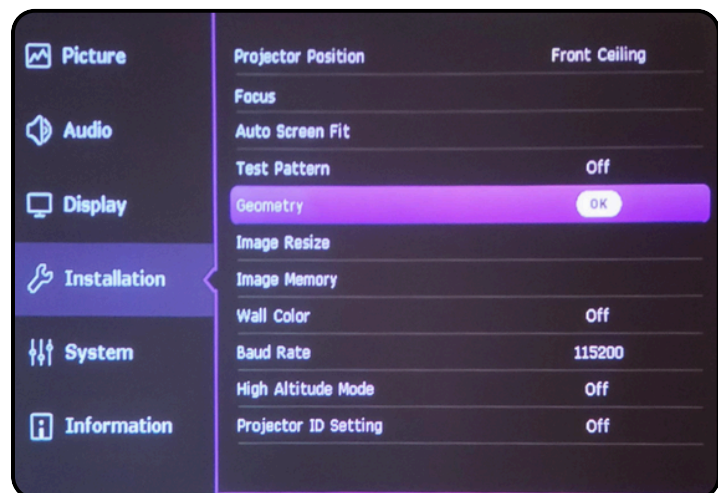 Picture
Audio
Display
Installation
System
Information
Projector Position Front Ceiling
Focus
Auto Screen Fit
Test Pattern Off
Geometry OK
Image Resize
Image Memory
Wall Color Off
Baud Rate 115200
High Altitude Mode Off
Projector ID Setting Off